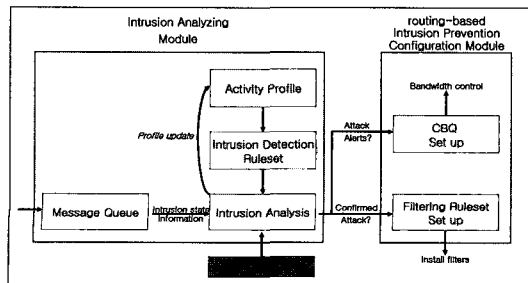 Intrusion Analyzing
Module
routing-based
Intrusion Prevention
Configuration Module
Activity Profile
Bandwidth control
Profile update
Attack
Alerts?
CBQ
Set up
Intrusion Detection
Ruleset
Message Queue
Intrusion state
Information
Intrusion Analysis
Confirmed
Attack?
Filtering Ruleset
Set up
Install filters